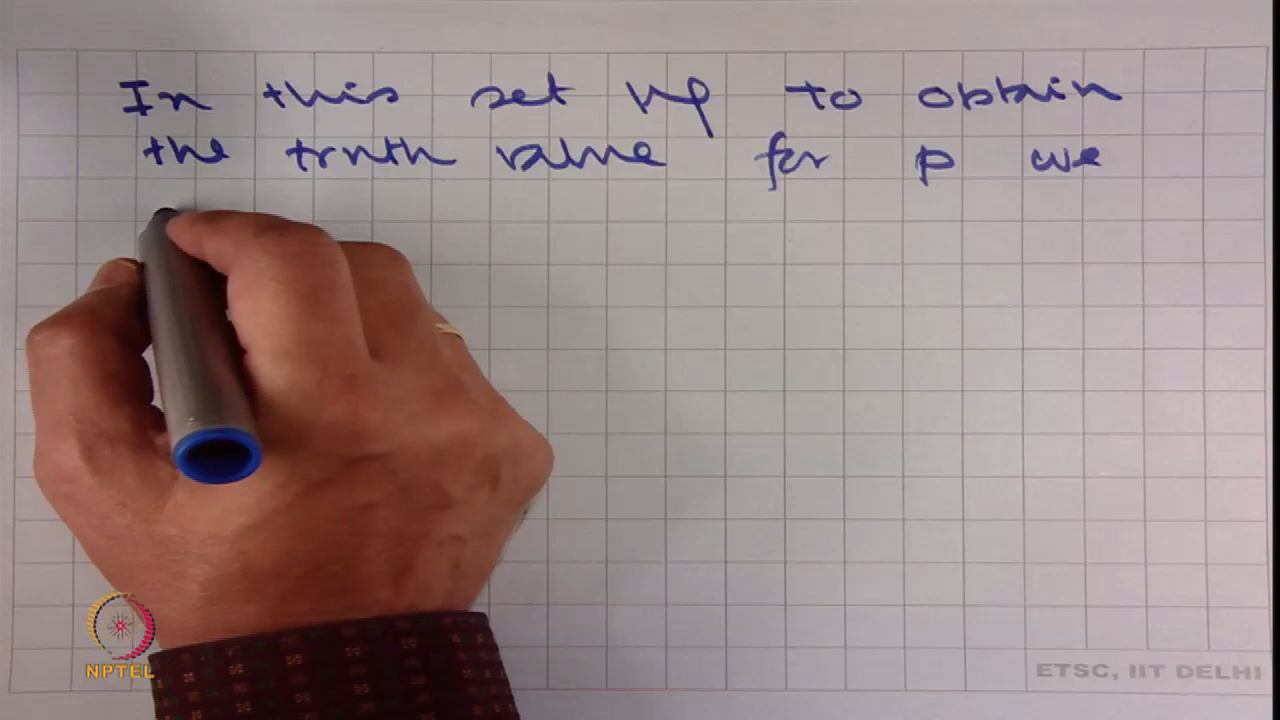 In this set up to obtain
the truth value for p we
NPTEL
ETSC, IIT DELHI